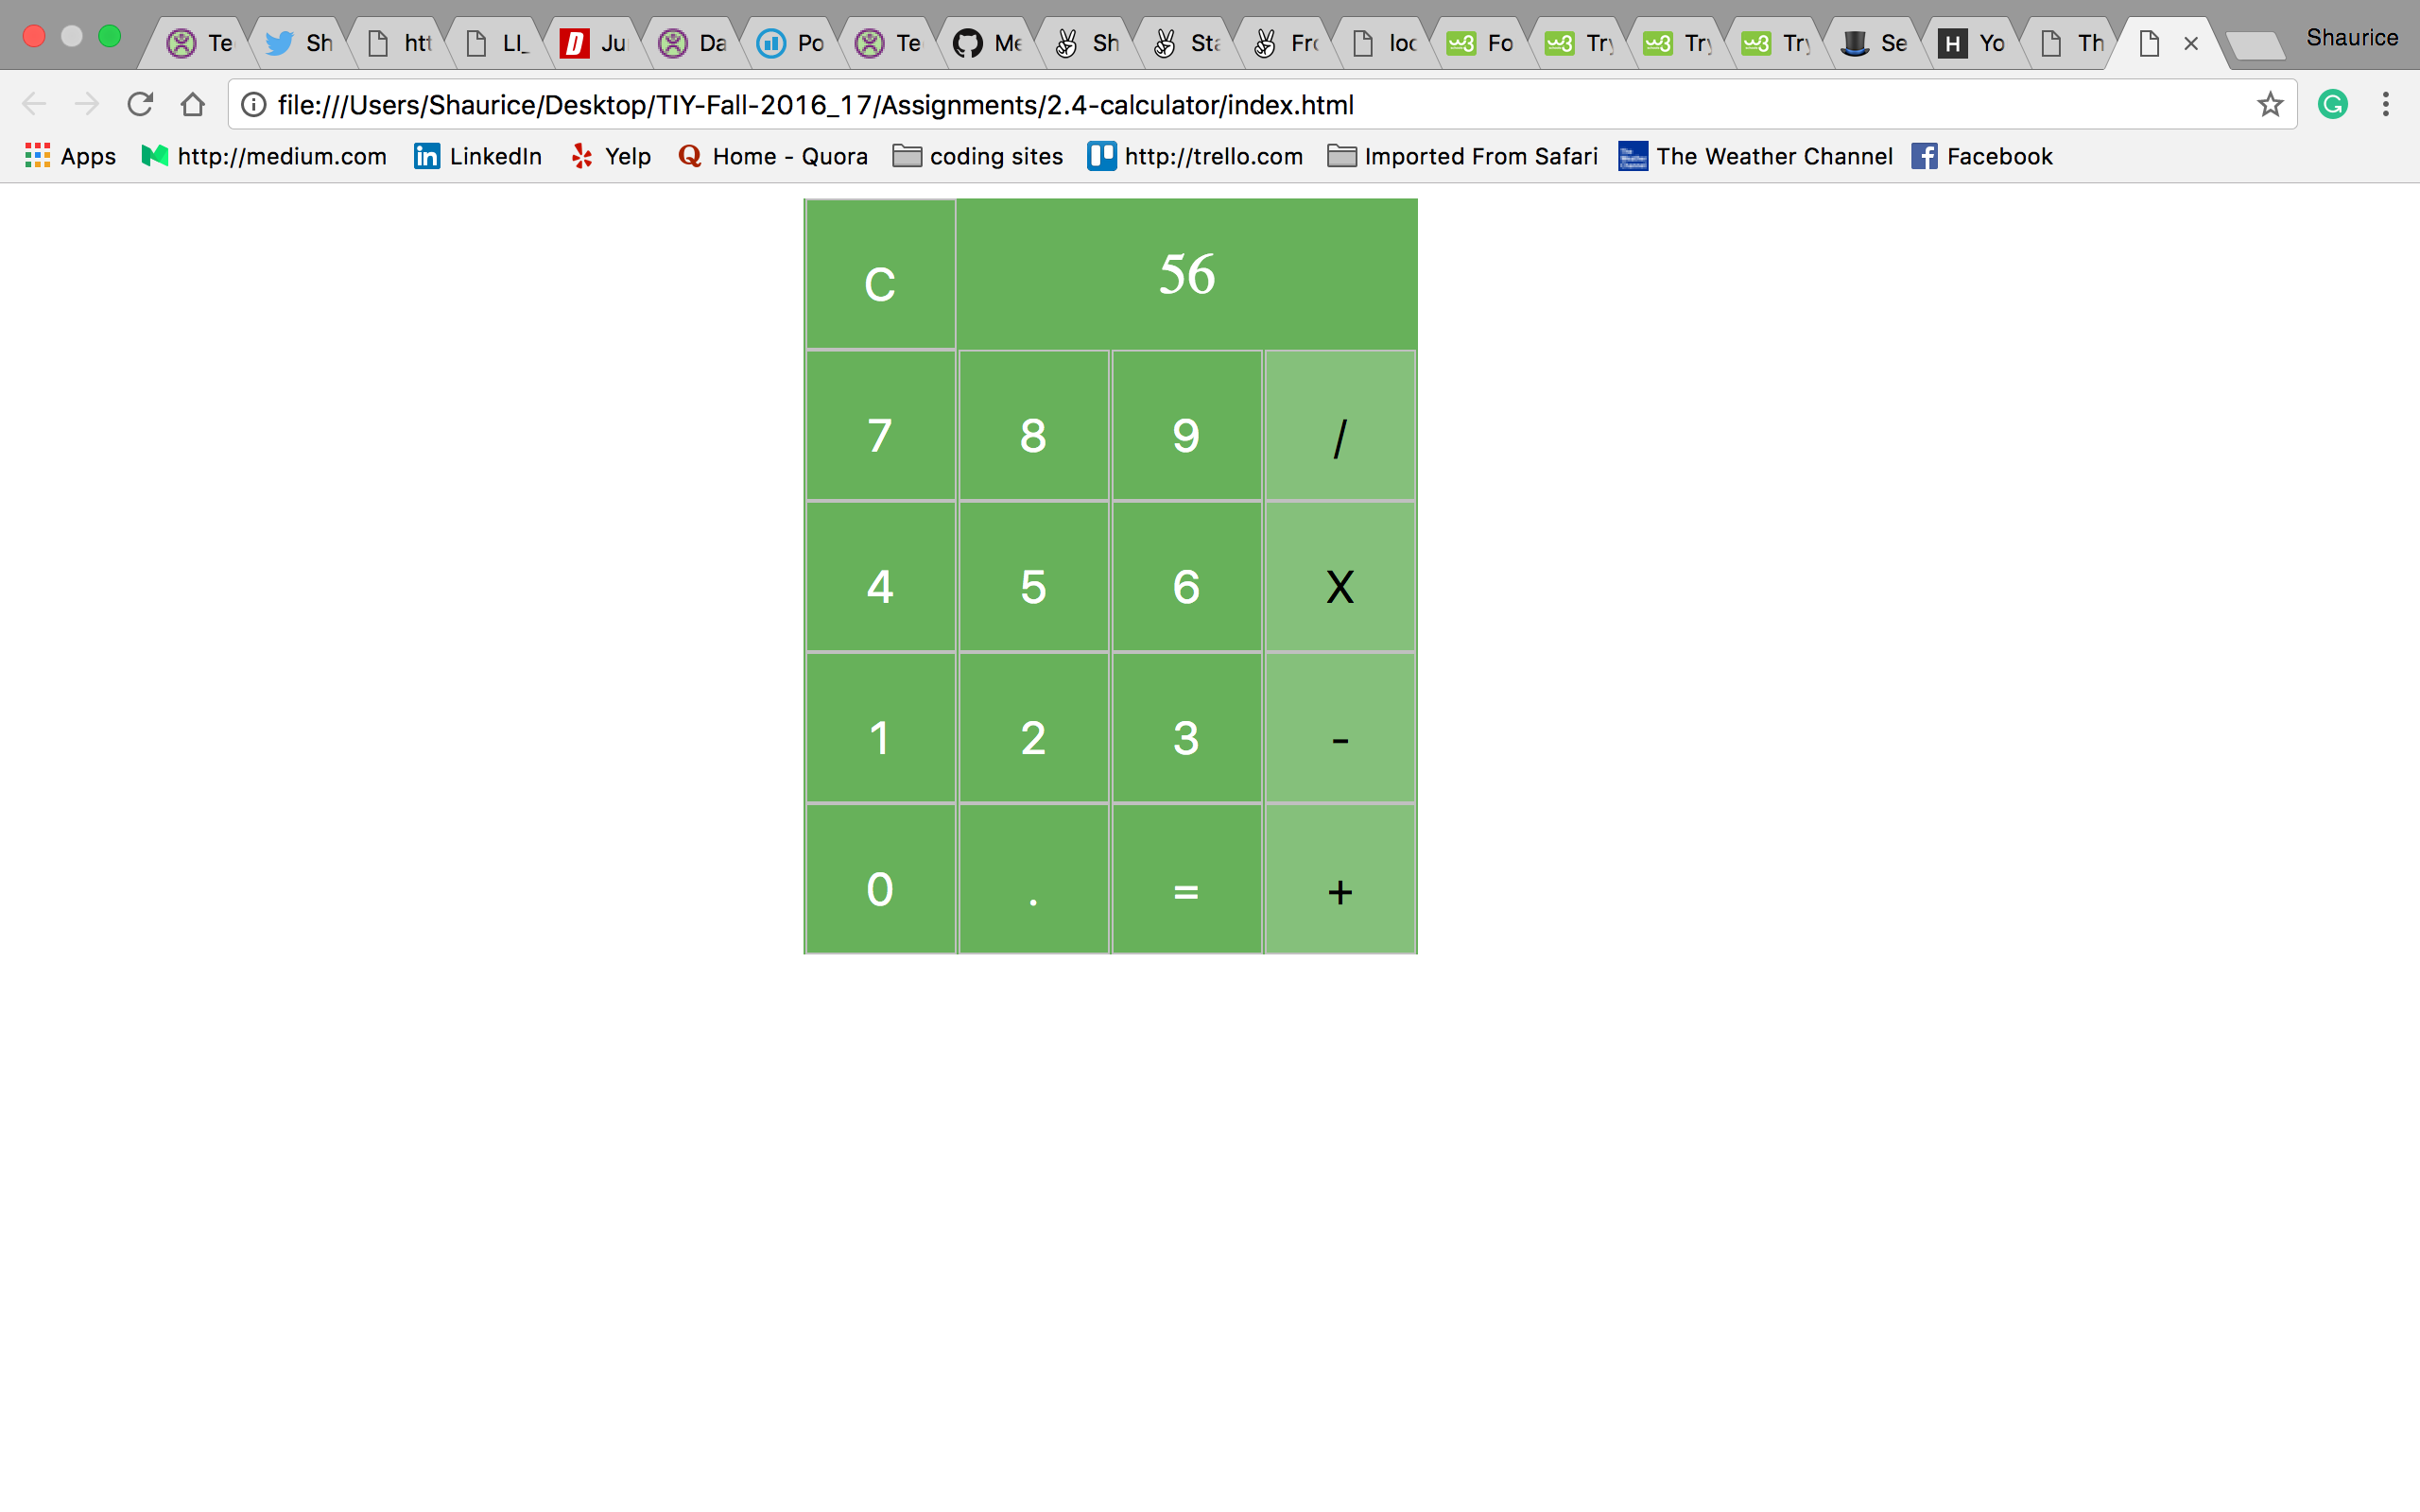 Te Sh htt LI_ Ju Da Po Te Me Sh Sta Fro loc Fo Try Try Try Se H Yo Th Shaurice
file:///Users/Shaurice/Desktop/TIY-Fall-2016_17/Assignments/2.4-calculator/index.html
Apps http://medium.com LinkedIn Yelp Home - Quora coding sites http://trello.com Imported From Safari The Weather Channel Facebook
C 56
7 8 9 /
4 5 6 X
1 2 3 -
0 . = +